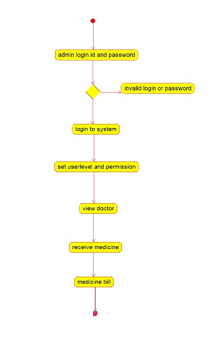 admin login id and password
invalid login or password
login to system
set userlevel and permission
view doctor
receive medicine
medicine bill